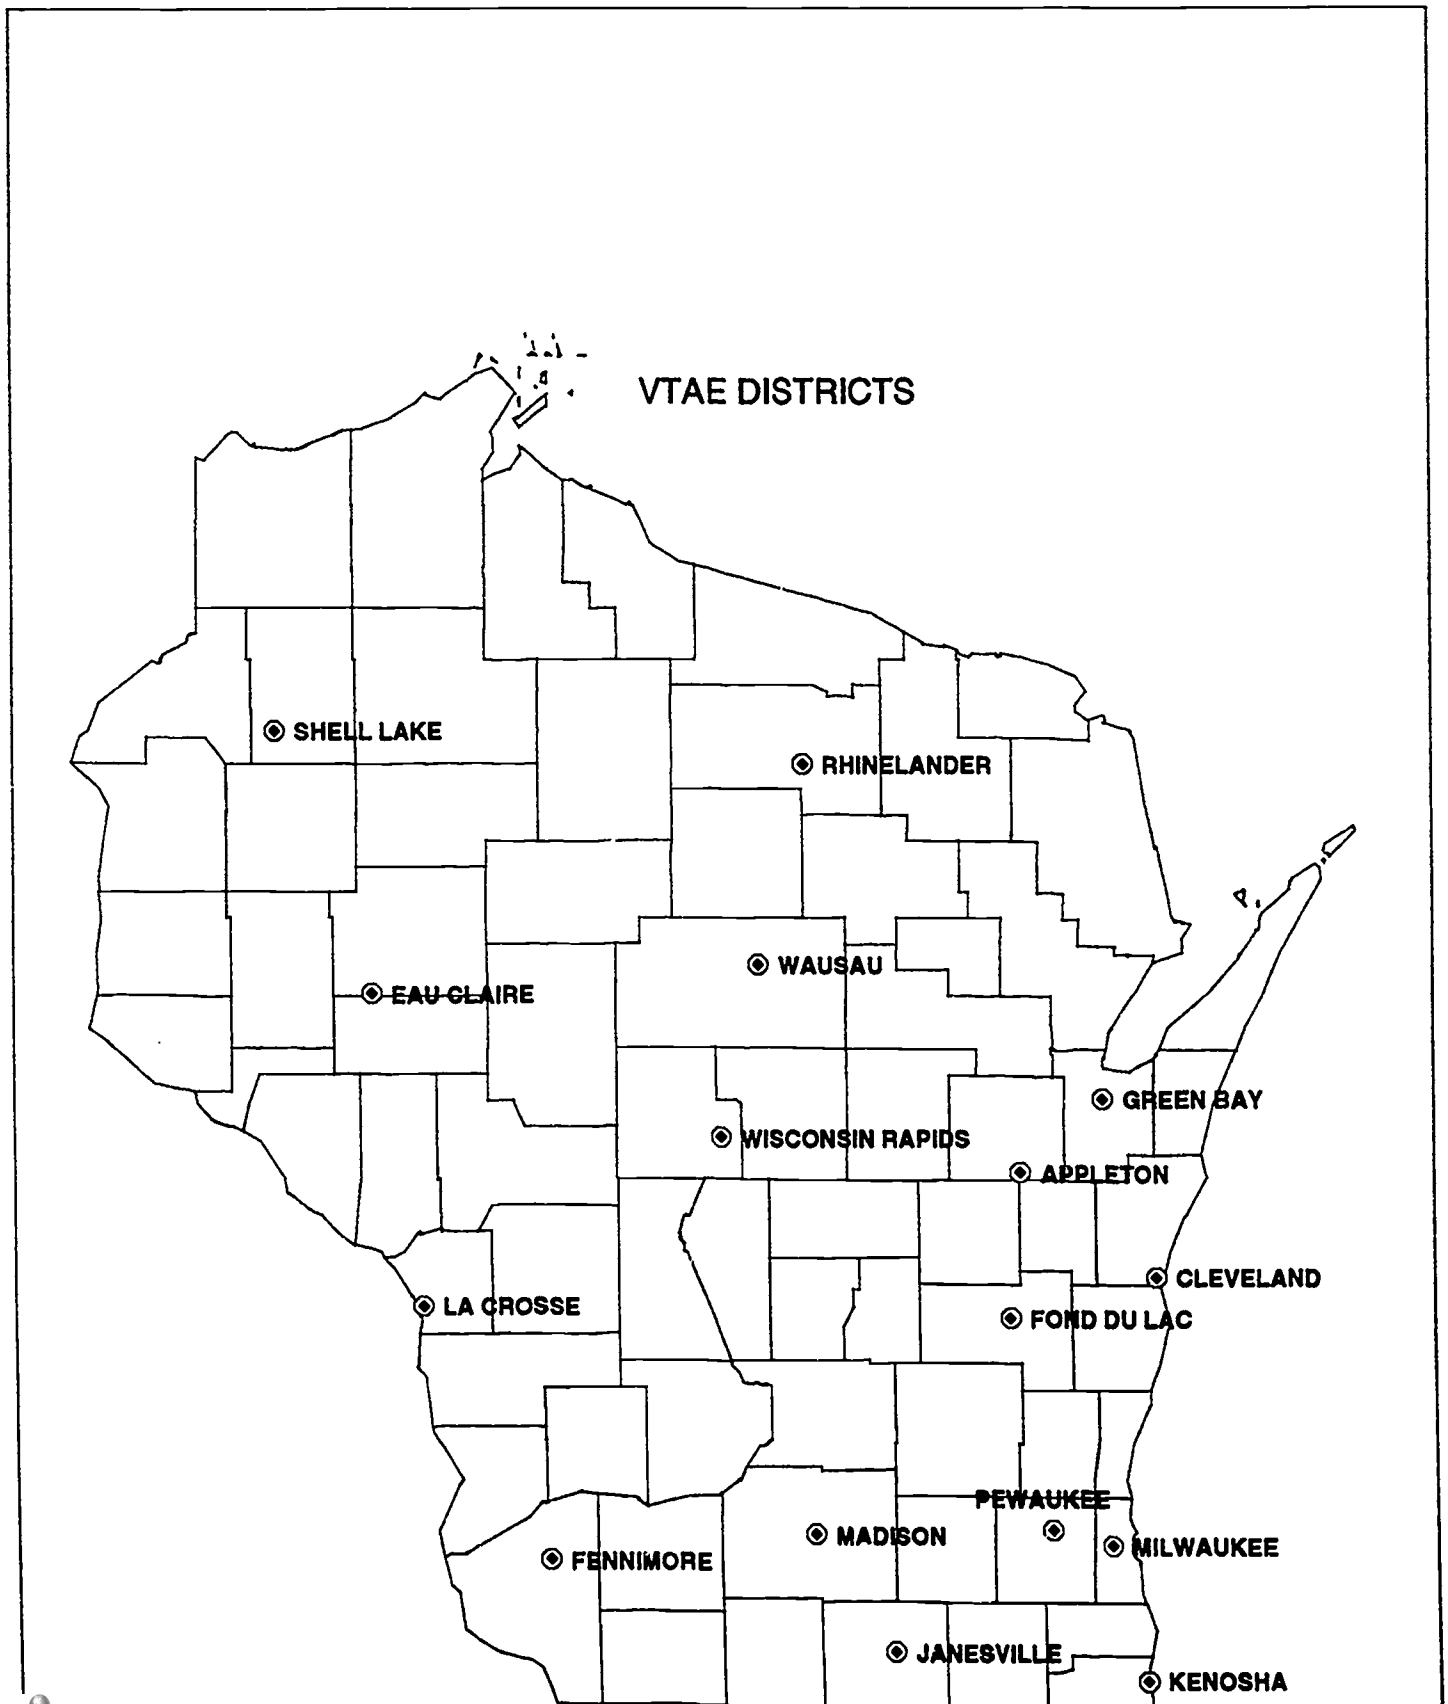 VTAE DISTRICTS
SHELL LAKE
RHINELANDER
WAUSAU
EAU CLAIRE
GREEN BAY
WISCONSIN RAPIDS
APPLETON
CLEVELAND
LA CROSSE
FOND DU LAC
PEWAUKEE
MADISON
MILWAUKEE
FENNIMORE
JANESVILLE
KENOSHA